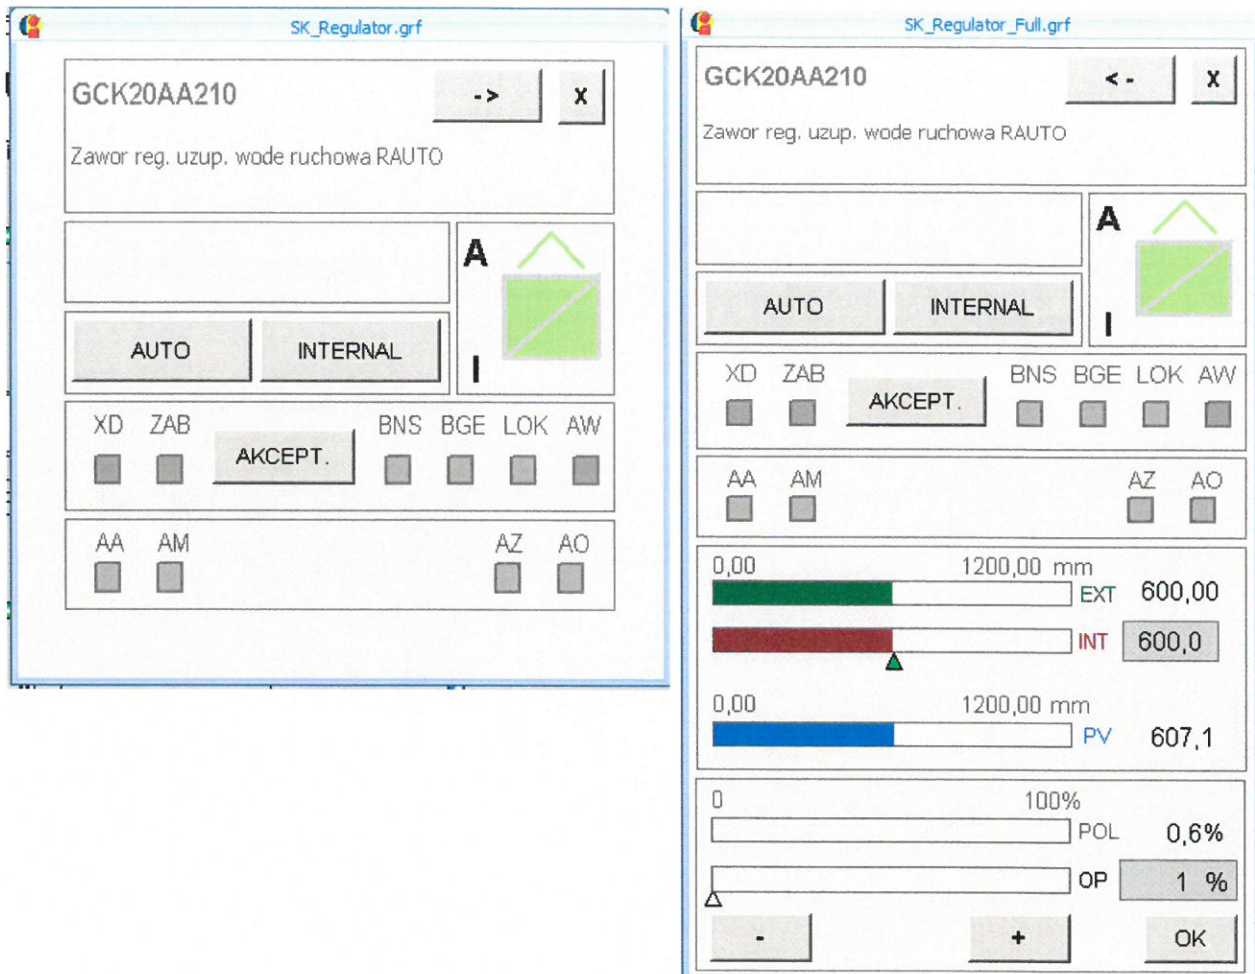 SK_Regulator.grf
GCK20AA210
->
X
Zawor reg. uzup. wode ruchowa RAUTO
A
AUTO
INTERNAL
I
XD ZAB
AKCEPT.
BNS BGE LOK AW
AA AM
AZ AO
SK_Regulator_Full.grf
GCK20AA210
<-
X
Zawor reg. uzup. wode ruchowa RAUTO
A
AUTO
INTERNAL
I
XD ZAB
AKCEPT.
BNS BGE LOK AW
AA AM
AZ AO
0,00 1200,00 mm
EXT 600,00
INT 600,0
0,00 1200,00 mm
PV 607,1
0 100%
POL 0,6%
OP 1 %
-
+
OK